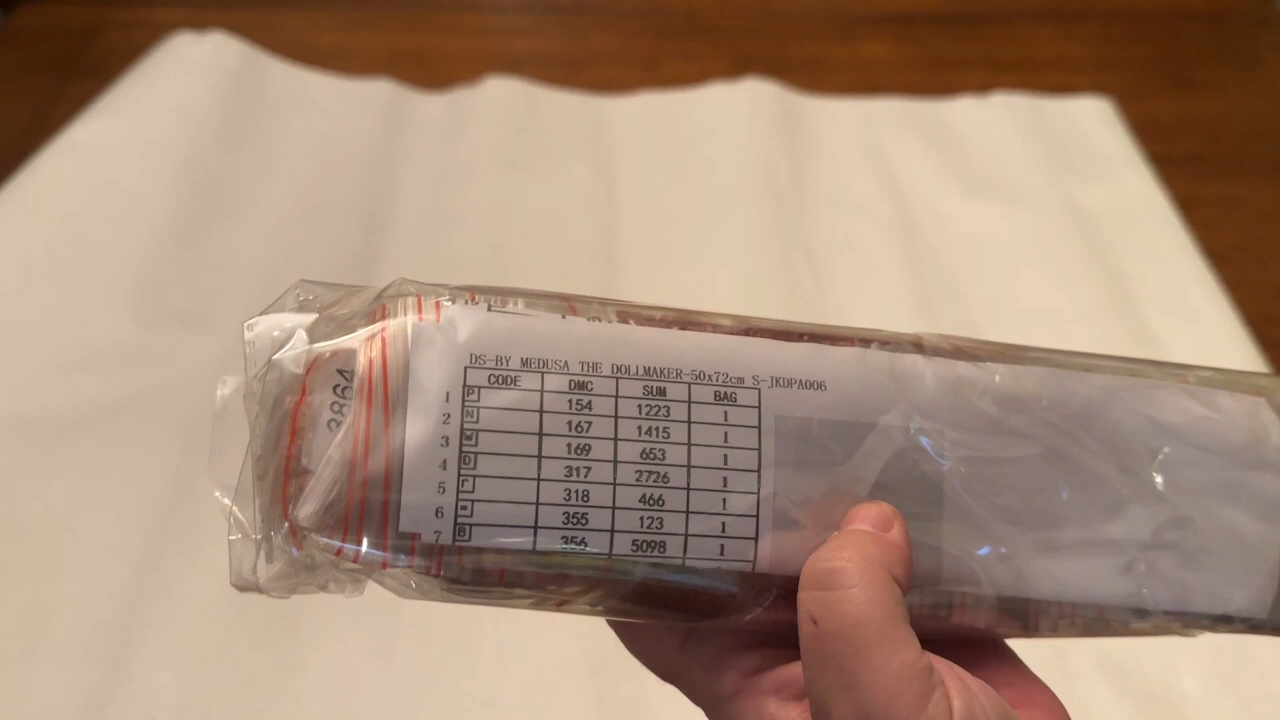 DS-BY MEDUSA THE DOLLMAKER-50x72cm S-JKDPA006
CODE DMC SUM BAG
1 P 154 1223 1
2 N 167 1415 1
3 W 169 653 1
4 D 317 2726 1
5 r 318 466 1
6 = 355 123 1
7 B 356 5098 1
3864